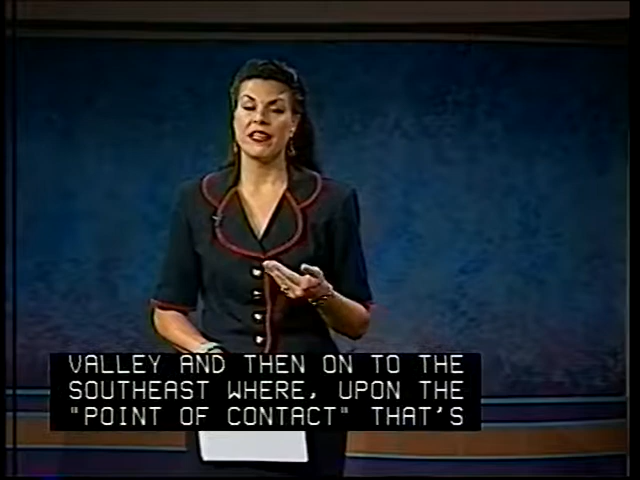 VALLEY AND THEN ON TO THE
SOUTHEAST WHERE, UPON THE
"POINT OF CONTACT" THAT'S